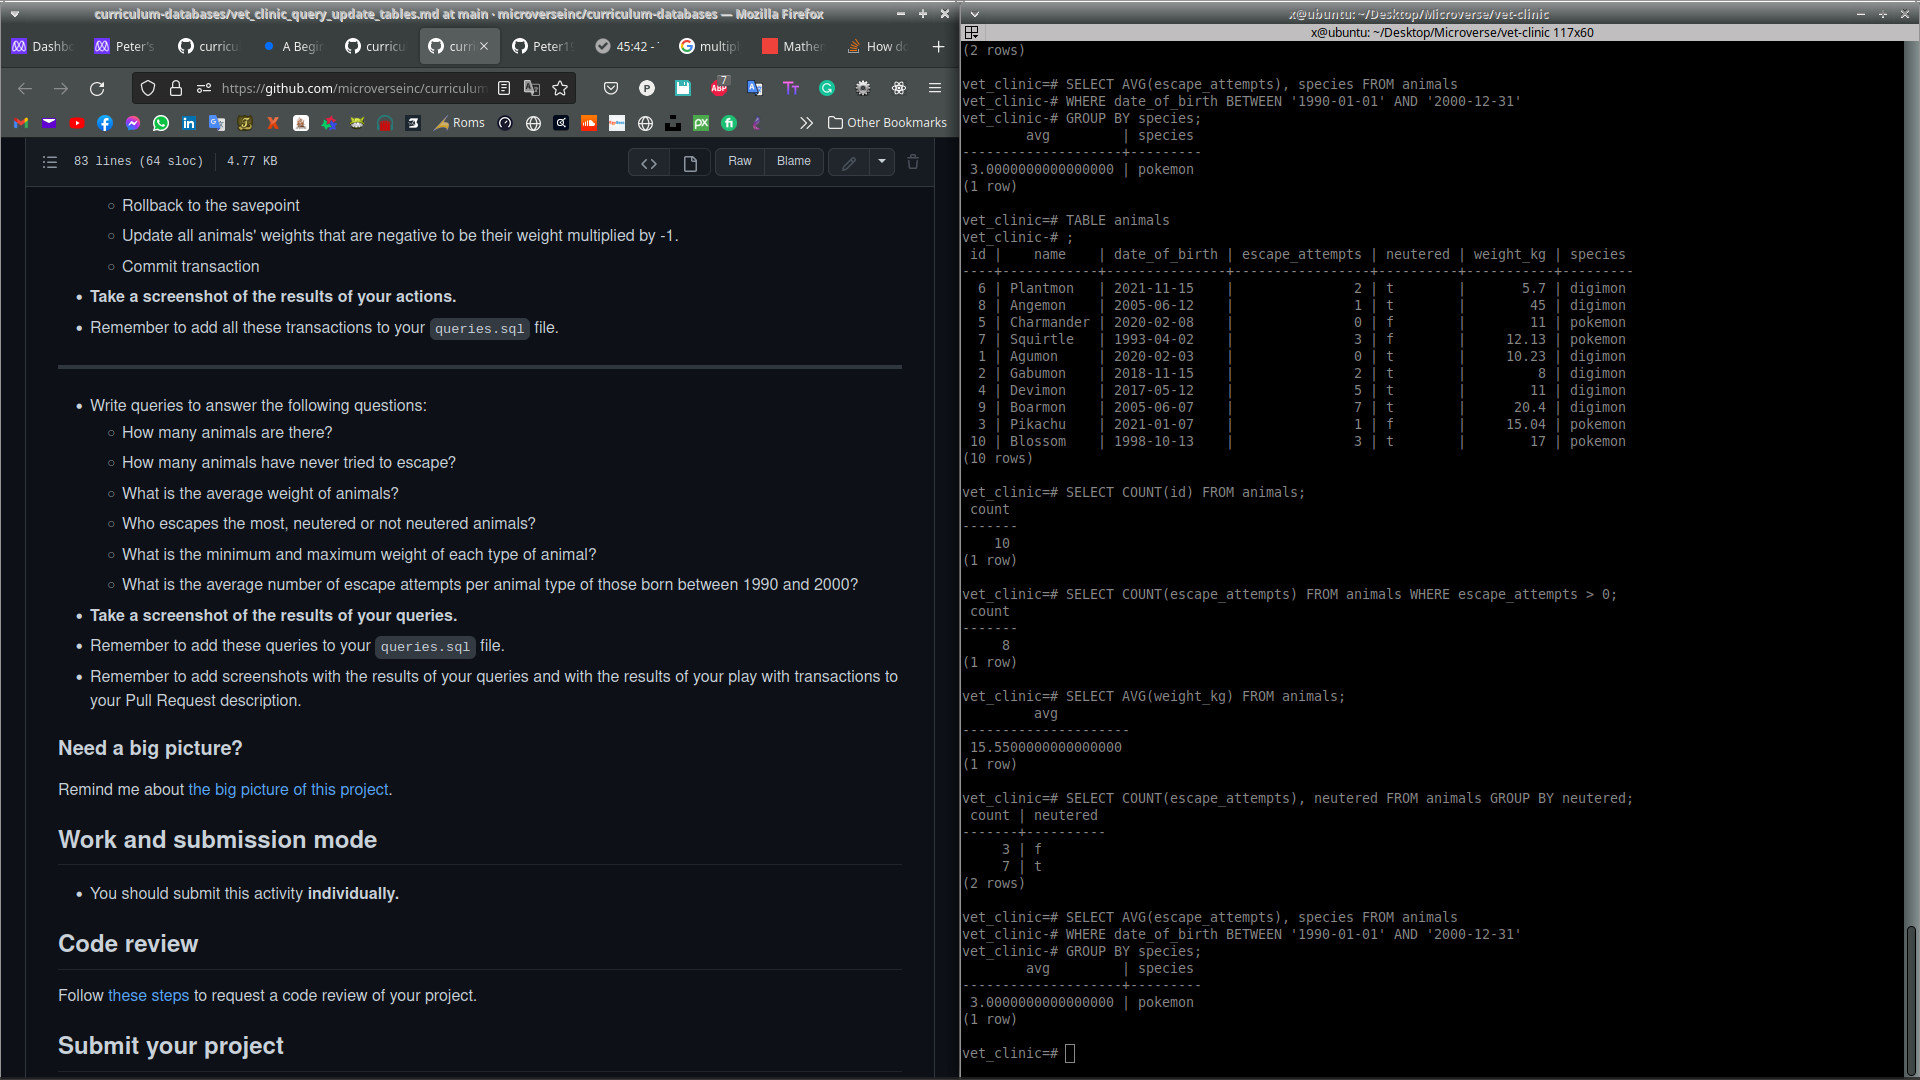 curriculum-databases/vet_clinic_query_update_tables.md at main · microverseinc/curriculum-databases — Mozilla Firefox
Dashb
Peter's
curricu
A Begi
curricu
curri
Peter1
45:42 -
multipl
Mather
How do
https://github.com/microverseinc/curriculum
7
ABP
Roms
Other Bookmarks
83 lines (64 sloc)
4.77 KB
Raw
Blame
Rollback to the savepoint
Update all animals' weights that are negative to be their weight multiplied by -1.
Commit transaction
Take a screenshot of the results of your actions.
Remember to add all these transactions to your queries.sql file.
Write queries to answer the following questions:
How many animals are there?
How many animals have never tried to escape?
What is the average weight of animals?
Who escapes the most, neutered or not neutered animals?
What is the minimum and maximum weight of each type of animal?
What is the average number of escape attempts per animal type of those born between 1990 and 2000?
Take a screenshot of the results of your queries.
Remember to add these queries to your queries.sql file.
Remember to add screenshots with the results of your queries and with the results of your play with transactions to
your Pull Request description.
Need a big picture?
Remind me about the big picture of this project.
Work and submission mode
You should submit this activity individually.
Code review
Follow these steps to request a code review of your project.
Submit your project
x@ubuntu: ~/Desktop/Microverse/vet-clinic
x@ubuntu: ~/Desktop/Microverse/vet-clinic 117x60
(2 rows)
vet_clinic=# SELECT AVG(escape_attempts), species FROM animals
vet_clinic-# WHERE date_of_birth BETWEEN '1990-01-01' AND '2000-12-31'
vet_clinic-# GROUP BY species;
avg | species
--------------------+---------
3.0000000000000000 | pokemon
(1 row)
vet_clinic=# TABLE animals
vet_clinic-# ;
id | name | date_of_birth | escape_attempts | neutered | weight_kg | species
----+------------+---------------+-----------------+----------+-----------+---------
6 | Plantmon | 2021-11-15 | 2 | t | 5.7 | digimon
8 | Angemon | 2005-06-12 | 1 | t | 45 | digimon
5 | Charmander | 2020-02-08 | 0 | f | 11 | pokemon
7 | Squirtle | 1993-04-02 | 3 | f | 12.13 | pokemon
1 | Agumon | 2020-02-03 | 0 | t | 10.23 | digimon
2 | Gabumon | 2018-11-15 | 2 | t | 8 | digimon
4 | Devimon | 2017-05-12 | 5 | t | 11 | digimon
9 | Boarmon | 2005-06-07 | 7 | t | 20.4 | digimon
3 | Pikachu | 2021-01-07 | 1 | f | 15.04 | pokemon
10 | Blossom | 1998-10-13 | 3 | t | 17 | pokemon
(10 rows)
vet_clinic=# SELECT COUNT(id) FROM animals;
count
-------
10
(1 row)
vet_clinic=# SELECT COUNT(escape_attempts) FROM animals WHERE escape_attempts > 0;
count
-------
8
(1 row)
vet_clinic=# SELECT AVG(weight_kg) FROM animals;
avg
---------------------
15.5500000000000000
(1 row)
vet_clinic=# SELECT COUNT(escape_attempts), neutered FROM animals GROUP BY neutered;
count | neutered
-------+----------
3 | f
7 | t
(2 rows)
vet_clinic=# SELECT AVG(escape_attempts), species FROM animals
vet_clinic-# WHERE date_of_birth BETWEEN '1990-01-01' AND '2000-12-31'
vet_clinic-# GROUP BY species;
avg | species
--------------------+---------
3.0000000000000000 | pokemon
(1 row)
vet_clinic=#